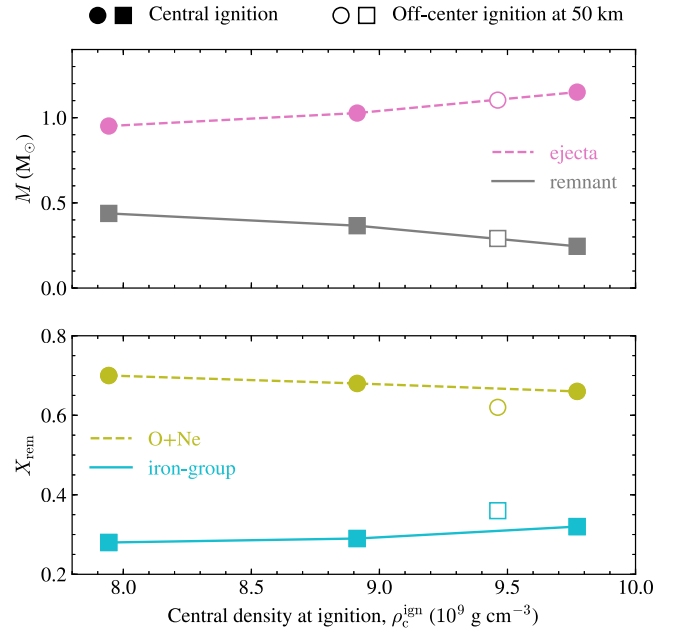 Central ignition Off-center ignition at 50 km
M (M⊙)
1.0
0.5
0.0
ejecta
remnant
X_rem
0.8
0.6
0.4
0.2
O+Ne
iron-group
8.0 8.5 9.0 9.5 10.0
Central density at ignition, ρ_c^ign (10^9 g cm^−3)